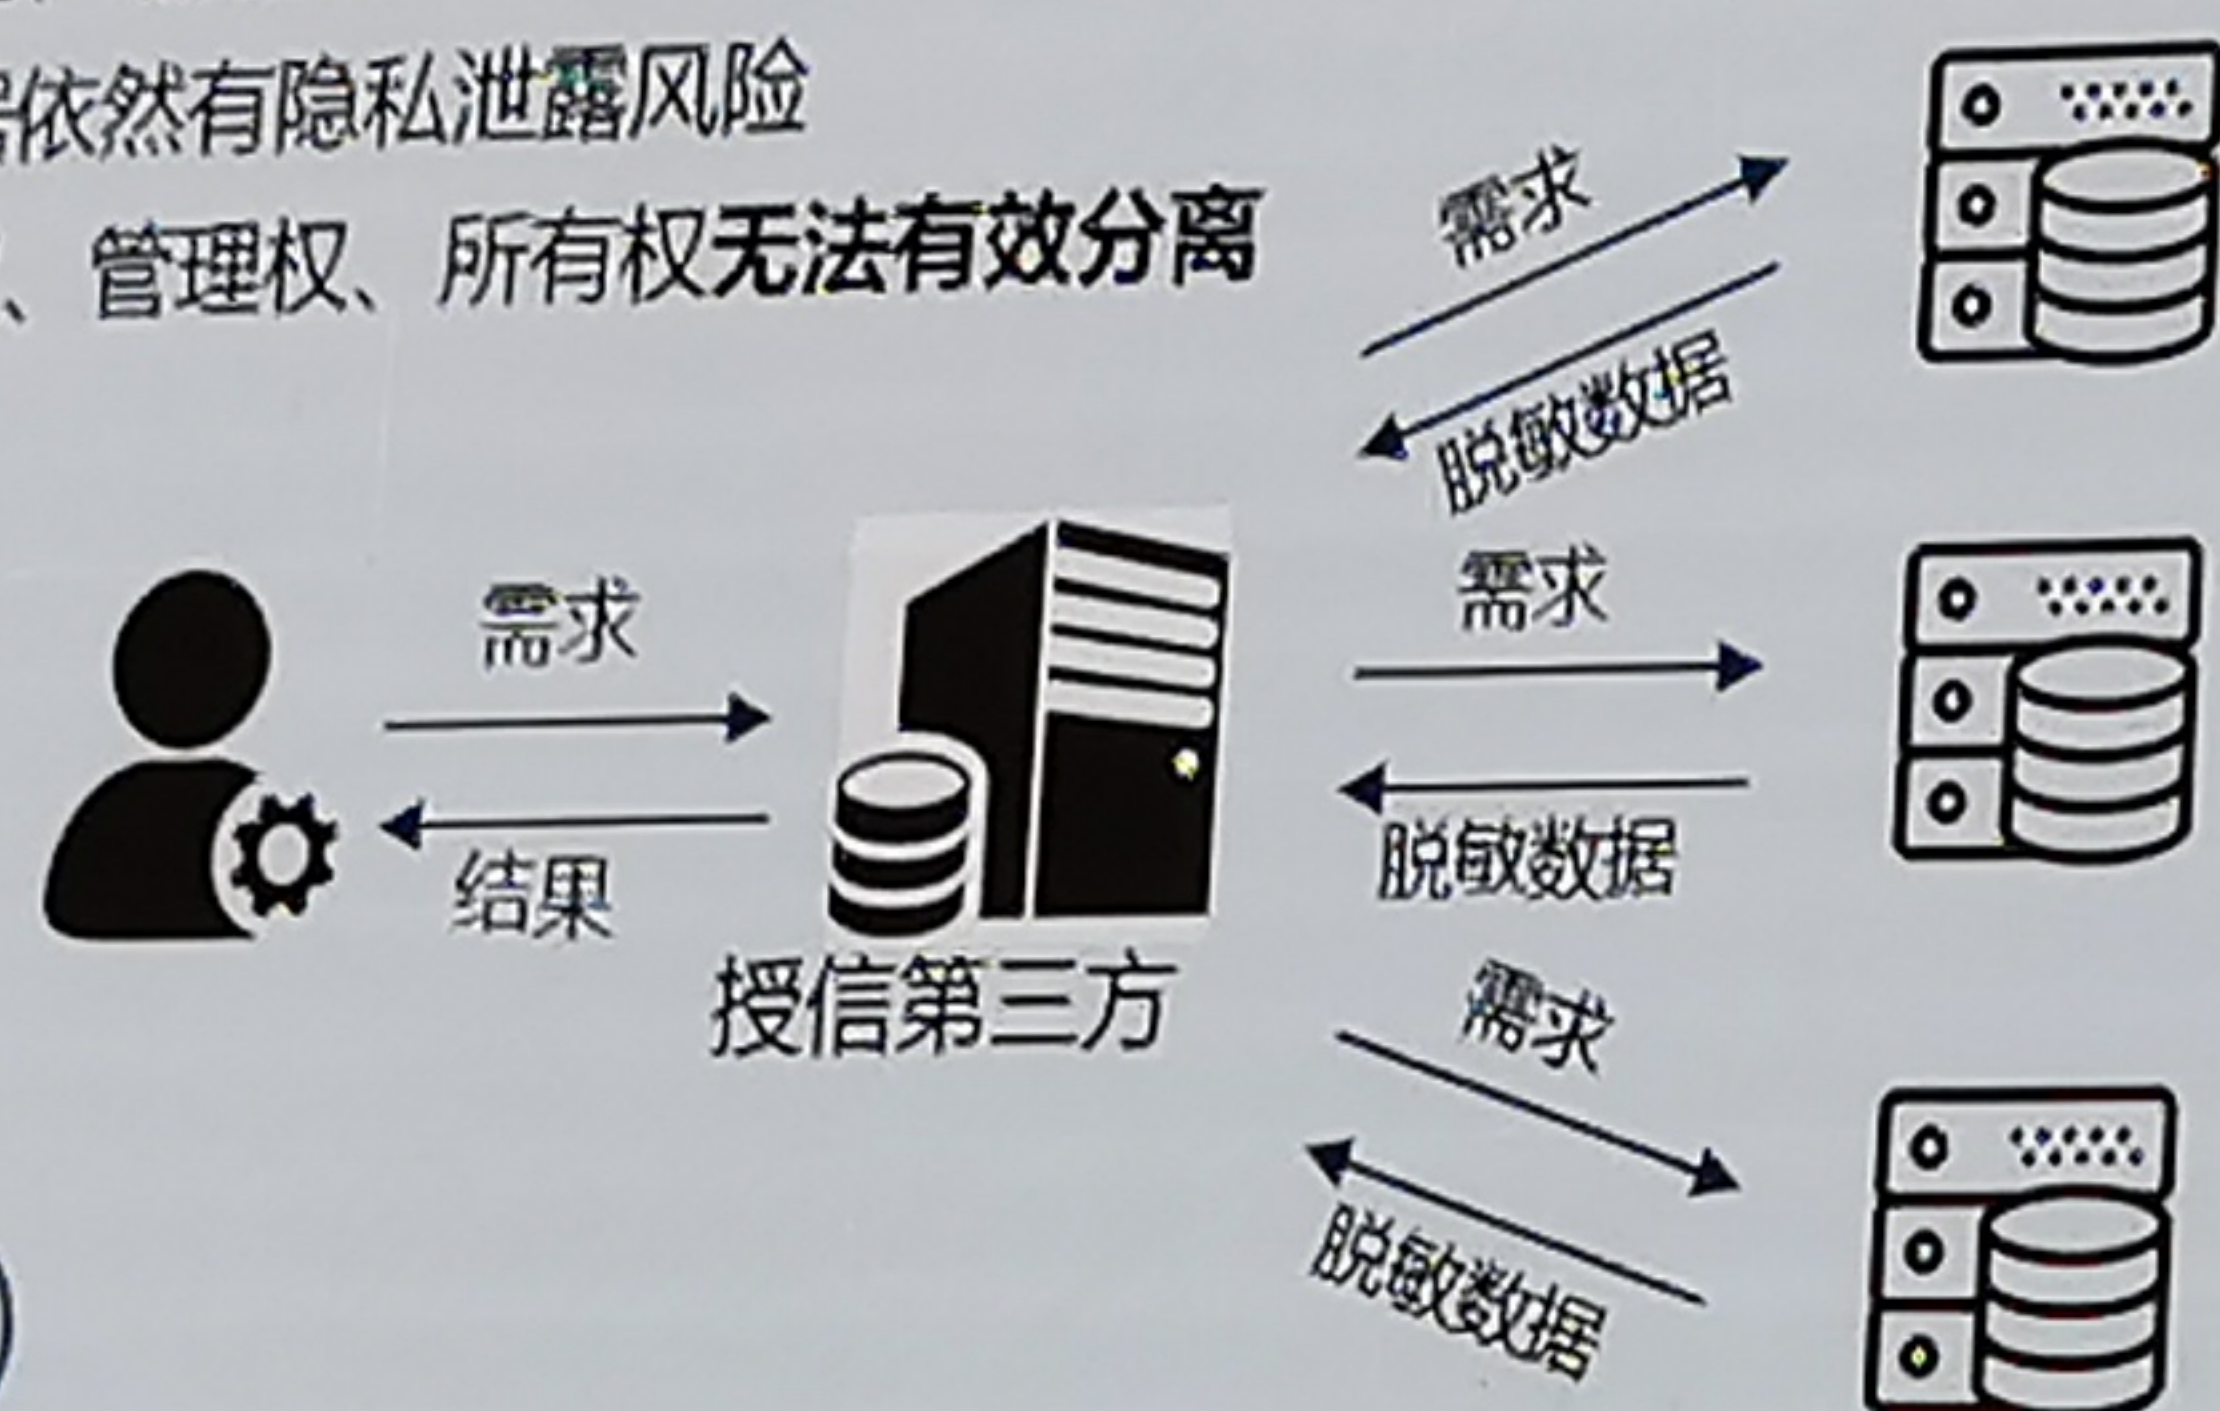 依然有隐私泄露风险
、管理权、所有权无法有效分离
需求
脱敏数据
需求
需求
结果
脱敏数据
授信第三方
需求
脱敏数据